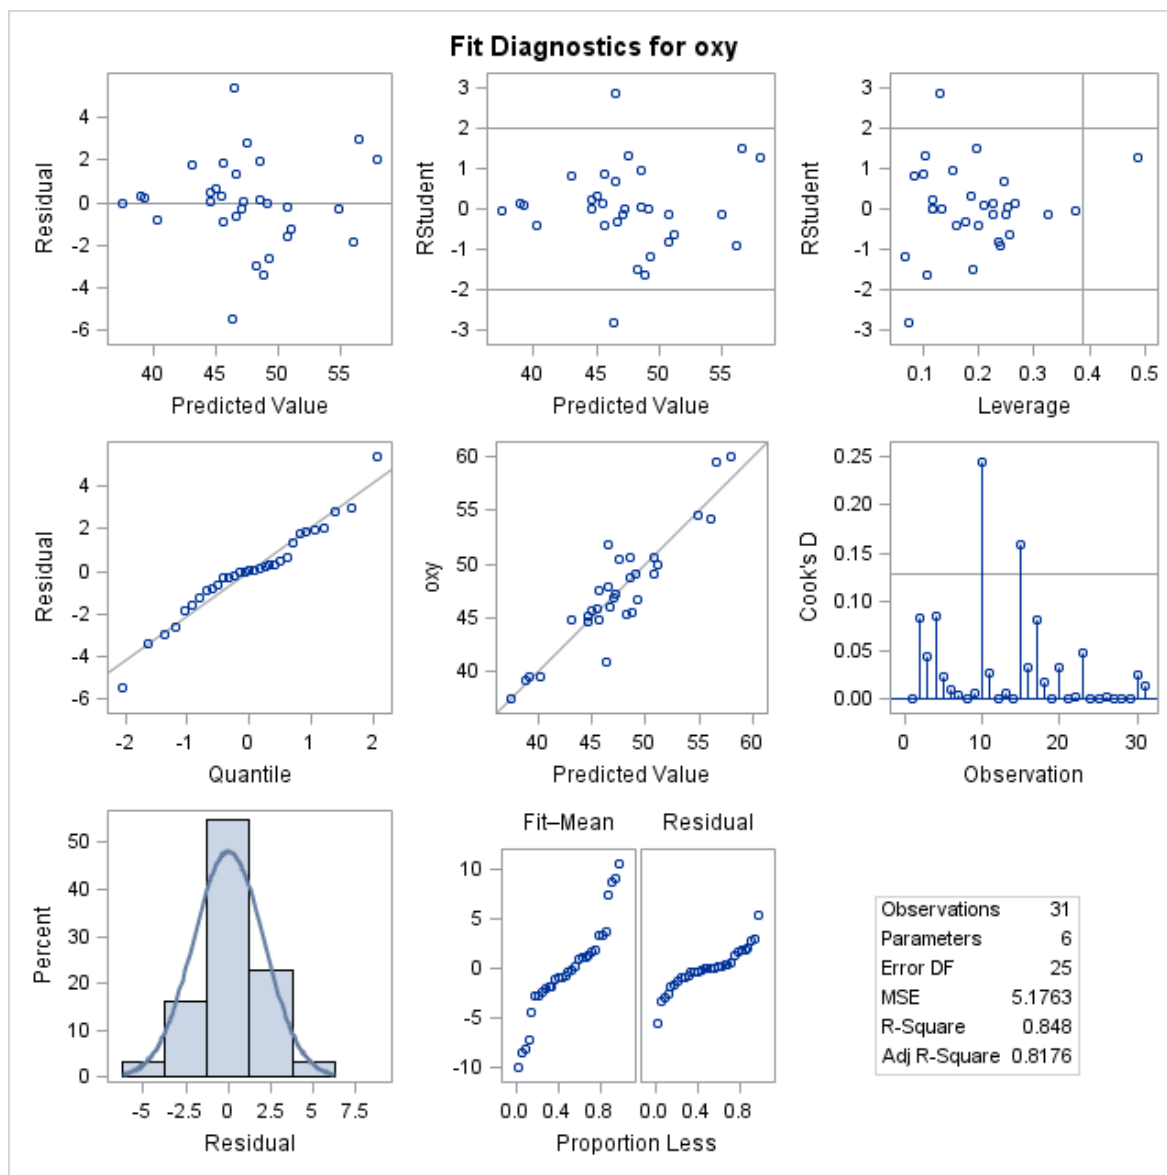 Fit Diagnostics for oxy
Residual
4
2
0
-2
-4
-6
40 45 50 55
Predicted Value
RStudent
3
2
1
0
-1
-2
-3
40 45 50 55
Predicted Value
RStudent
3
2
1
0
-1
-2
-3
0.1 0.2 0.3 0.4 0.5
Leverage
Residual
4
2
0
-2
-4
-6
-2 -1 0 1 2
Quantile
oxy
60
55
50
45
40
40 45 50 55 60
Predicted Value
Cook's D
0.25
0.20
0.15
0.10
0.05
0.00
0 10 20 30
Observation
Percent
50
40
30
20
10
0
-5 -2.5 0 2.5 5 7.5
Residual
Fit–Mean Residual
10
5
0
-5
-10
0.0 0.4 0.8 0.0 0.4 0.8
Proportion Less
Observations 31
Parameters 6
Error DF 25
MSE 5.1763
R-Square 0.848
Adj R-Square 0.8176